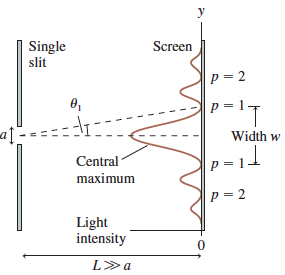 y
Single
slit
Screen
p = 2
θ₁
p = 1
a
Width w
Central
maximum
p = 1
p = 2
Light
intensity
0
L ≫ a